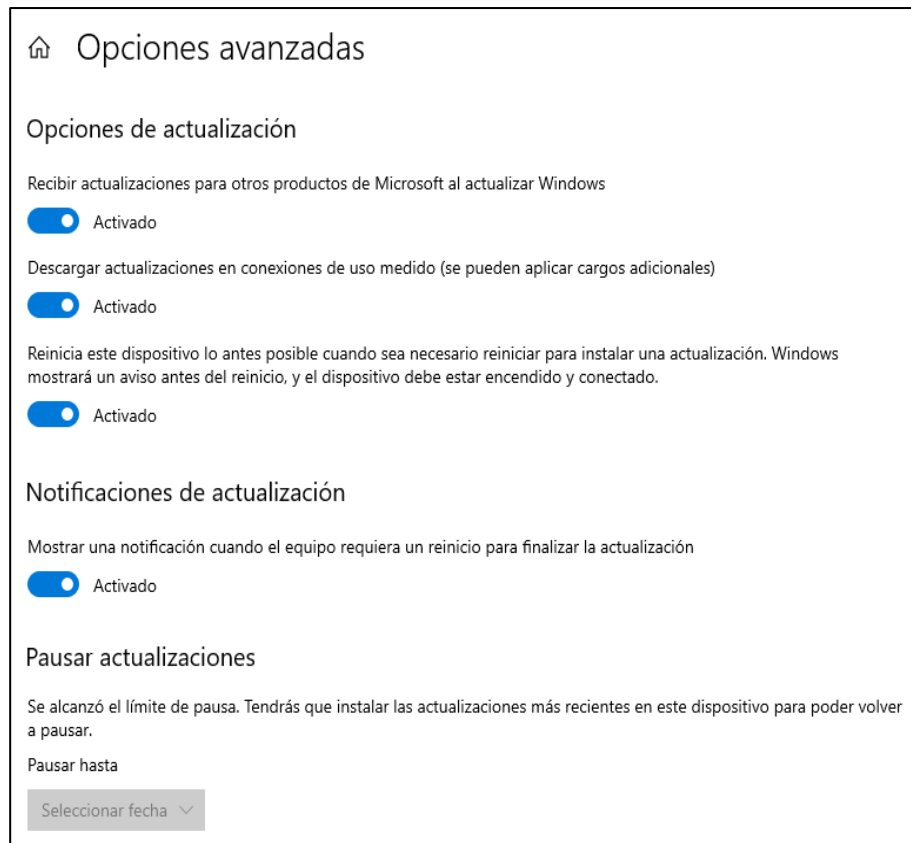 Opciones avanzadas
Opciones de actualización
Recibir actualizaciones para otros productos de Microsoft al actualizar Windows
Activado
Descargar actualizaciones en conexiones de uso medido (se pueden aplicar cargos adicionales)
Activado
Reinicia este dispositivo lo antes posible cuando sea necesario reiniciar para instalar una actualización. Windows
mostrará un aviso antes del reinicio, y el dispositivo debe estar encendido y conectado.
Activado
Notificaciones de actualización
Mostrar una notificación cuando el equipo requiera un reinicio para finalizar la actualización
Activado
Pausar actualizaciones
Se alcanzó el límite de pausa. Tendrás que instalar las actualizaciones más recientes en este dispositivo para poder volver
a pausar.
Pausar hasta
Seleccionar fecha